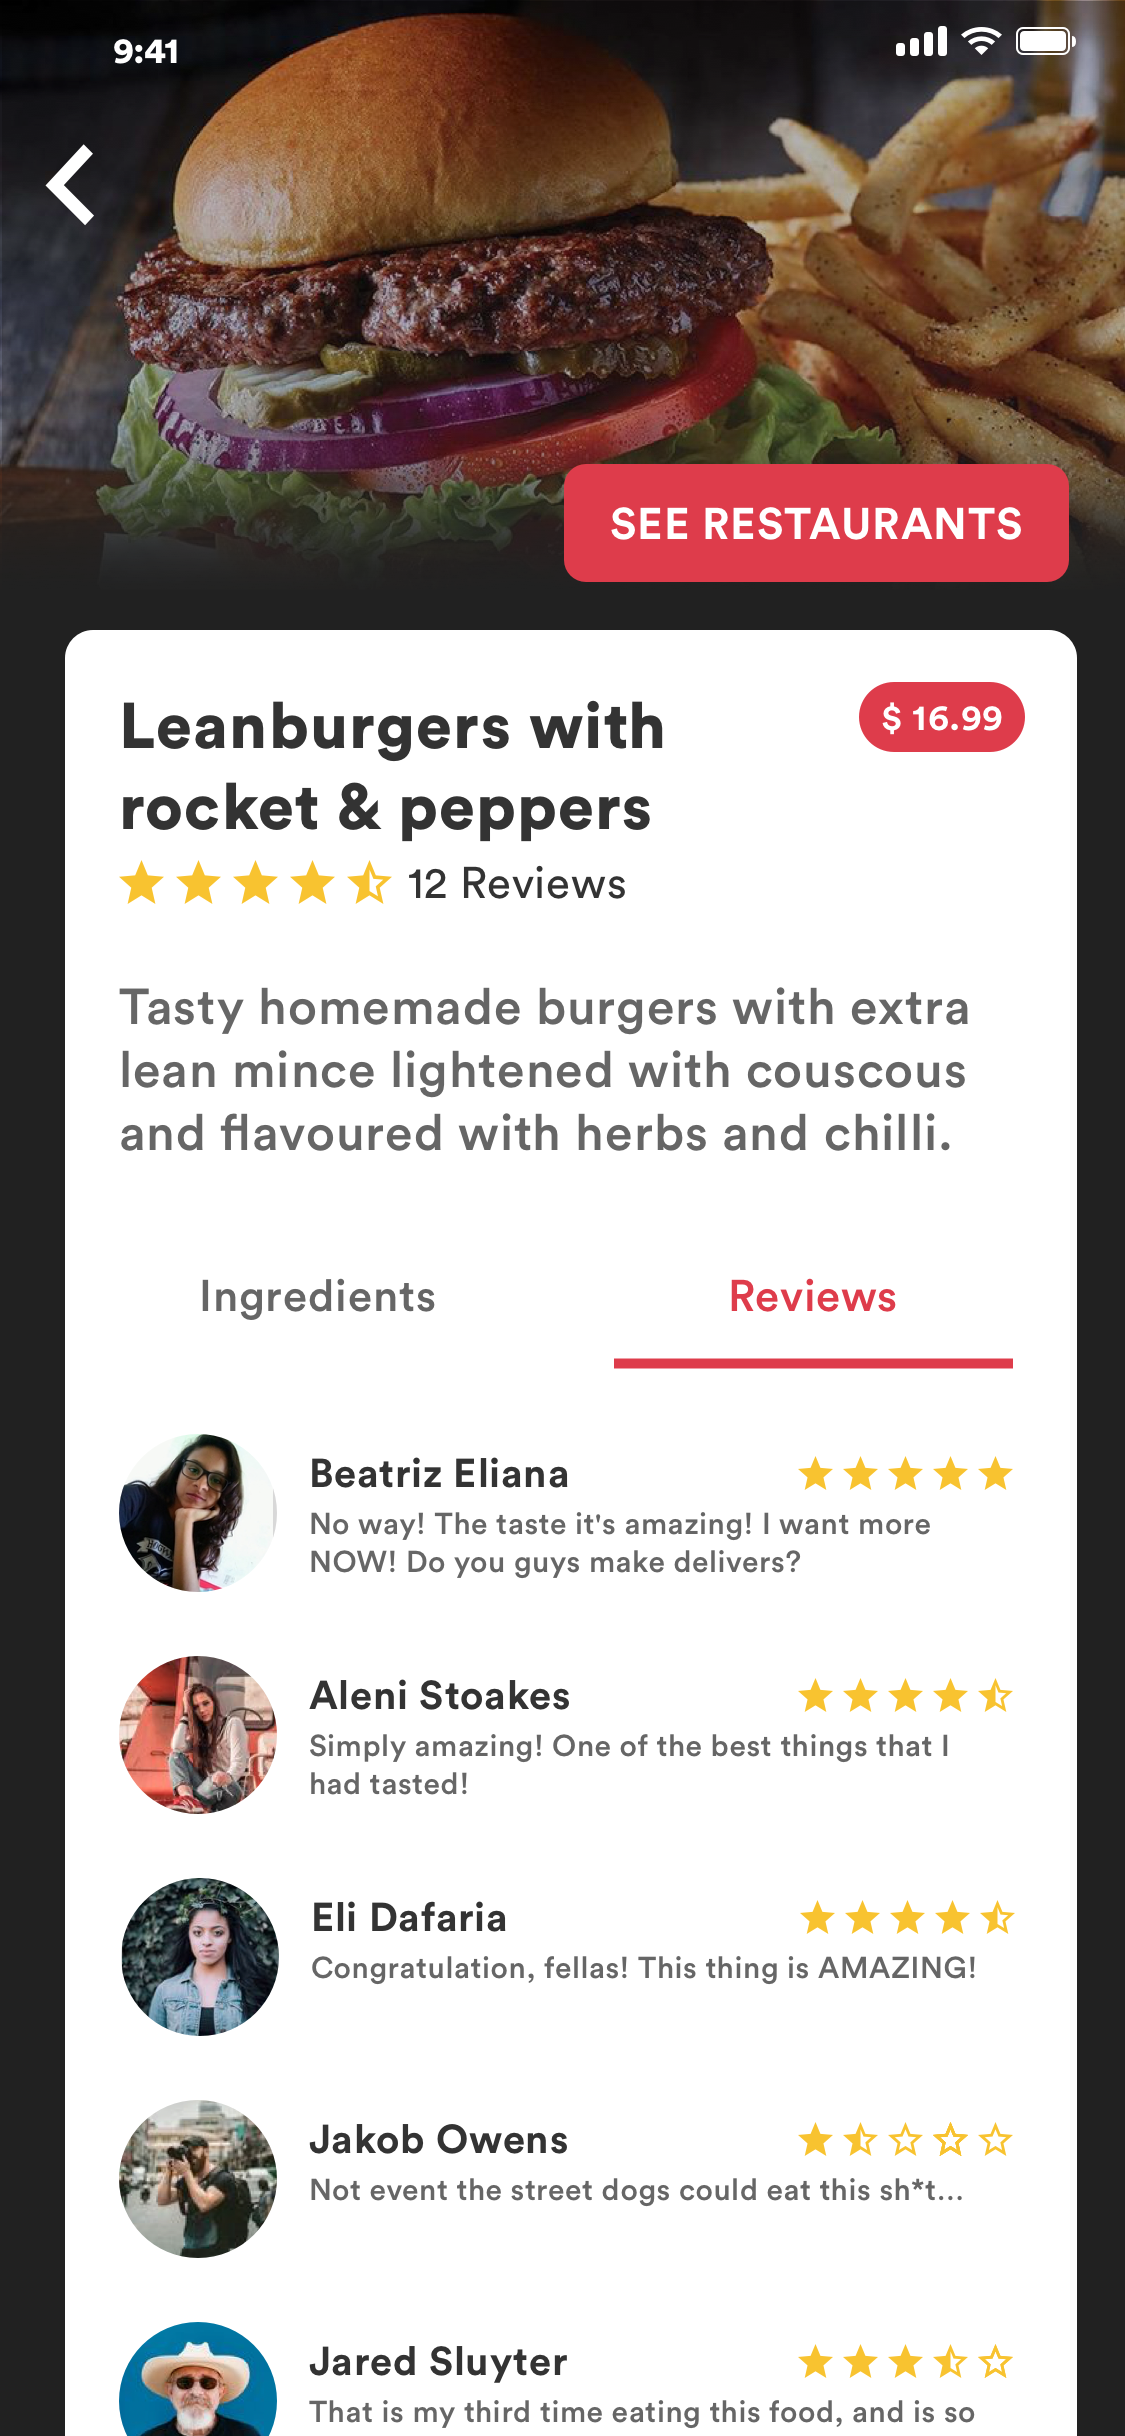 9:41
SEE RESTAURANTS
Leanburgers with
$ 16.99
rocket & peppers
12 Reviews
Tasty homemade burgers with extra
lean mince lightened with couscous
and flavoured with herbs and chilli.
Ingredients
Reviews
Beatriz Eliana
No way! The taste it's amazing! I want more
NOW! Do you guys make delivers?
Aleni Stoakes
Simply amazing! One of the best things that I
had tasted!
Eli Dafaria
Congratulation, fellas! This thing is AMAZING!
Jakob Owens
Not event the street dogs could eat this sh*t...
Jared Sluyter
That is my third time eating this food, and is so